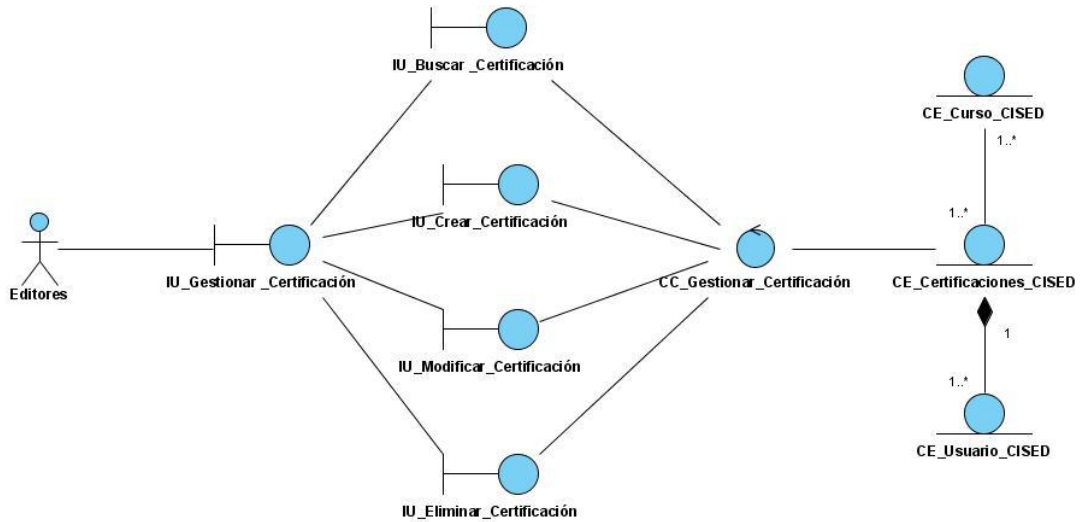 IU_Buscar _Certificación
CE_Curso_CISED
1..*
IU_Crear_Certificación
1..*
Editores
IU_Gestionar _Certificación
CC_Gestionar_Certificación
CE_Certificaciones_CISED
1
IU_Modificar_Certificación
1..*
CE_Usuario_CISED
IU_Eliminar_Certificación